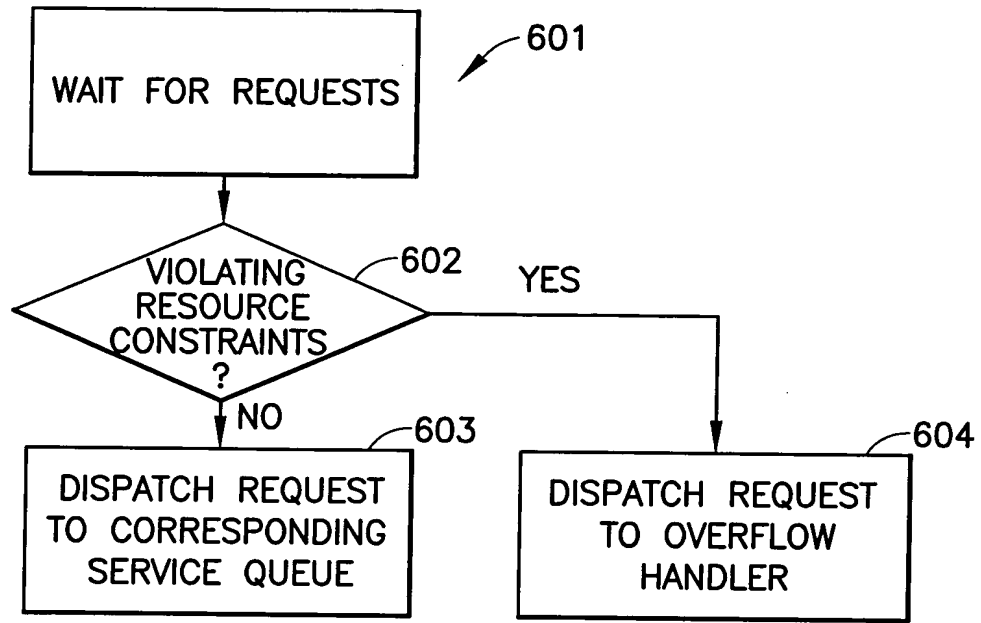 WAIT FOR REQUESTS
601
VIOLATING
RESOURCE
CONSTRAINTS
?
602
YES
NO
603
DISPATCH REQUEST
TO CORRESPONDING
SERVICE QUEUE
604
DISPATCH REQUEST
TO OVERFLOW
HANDLER